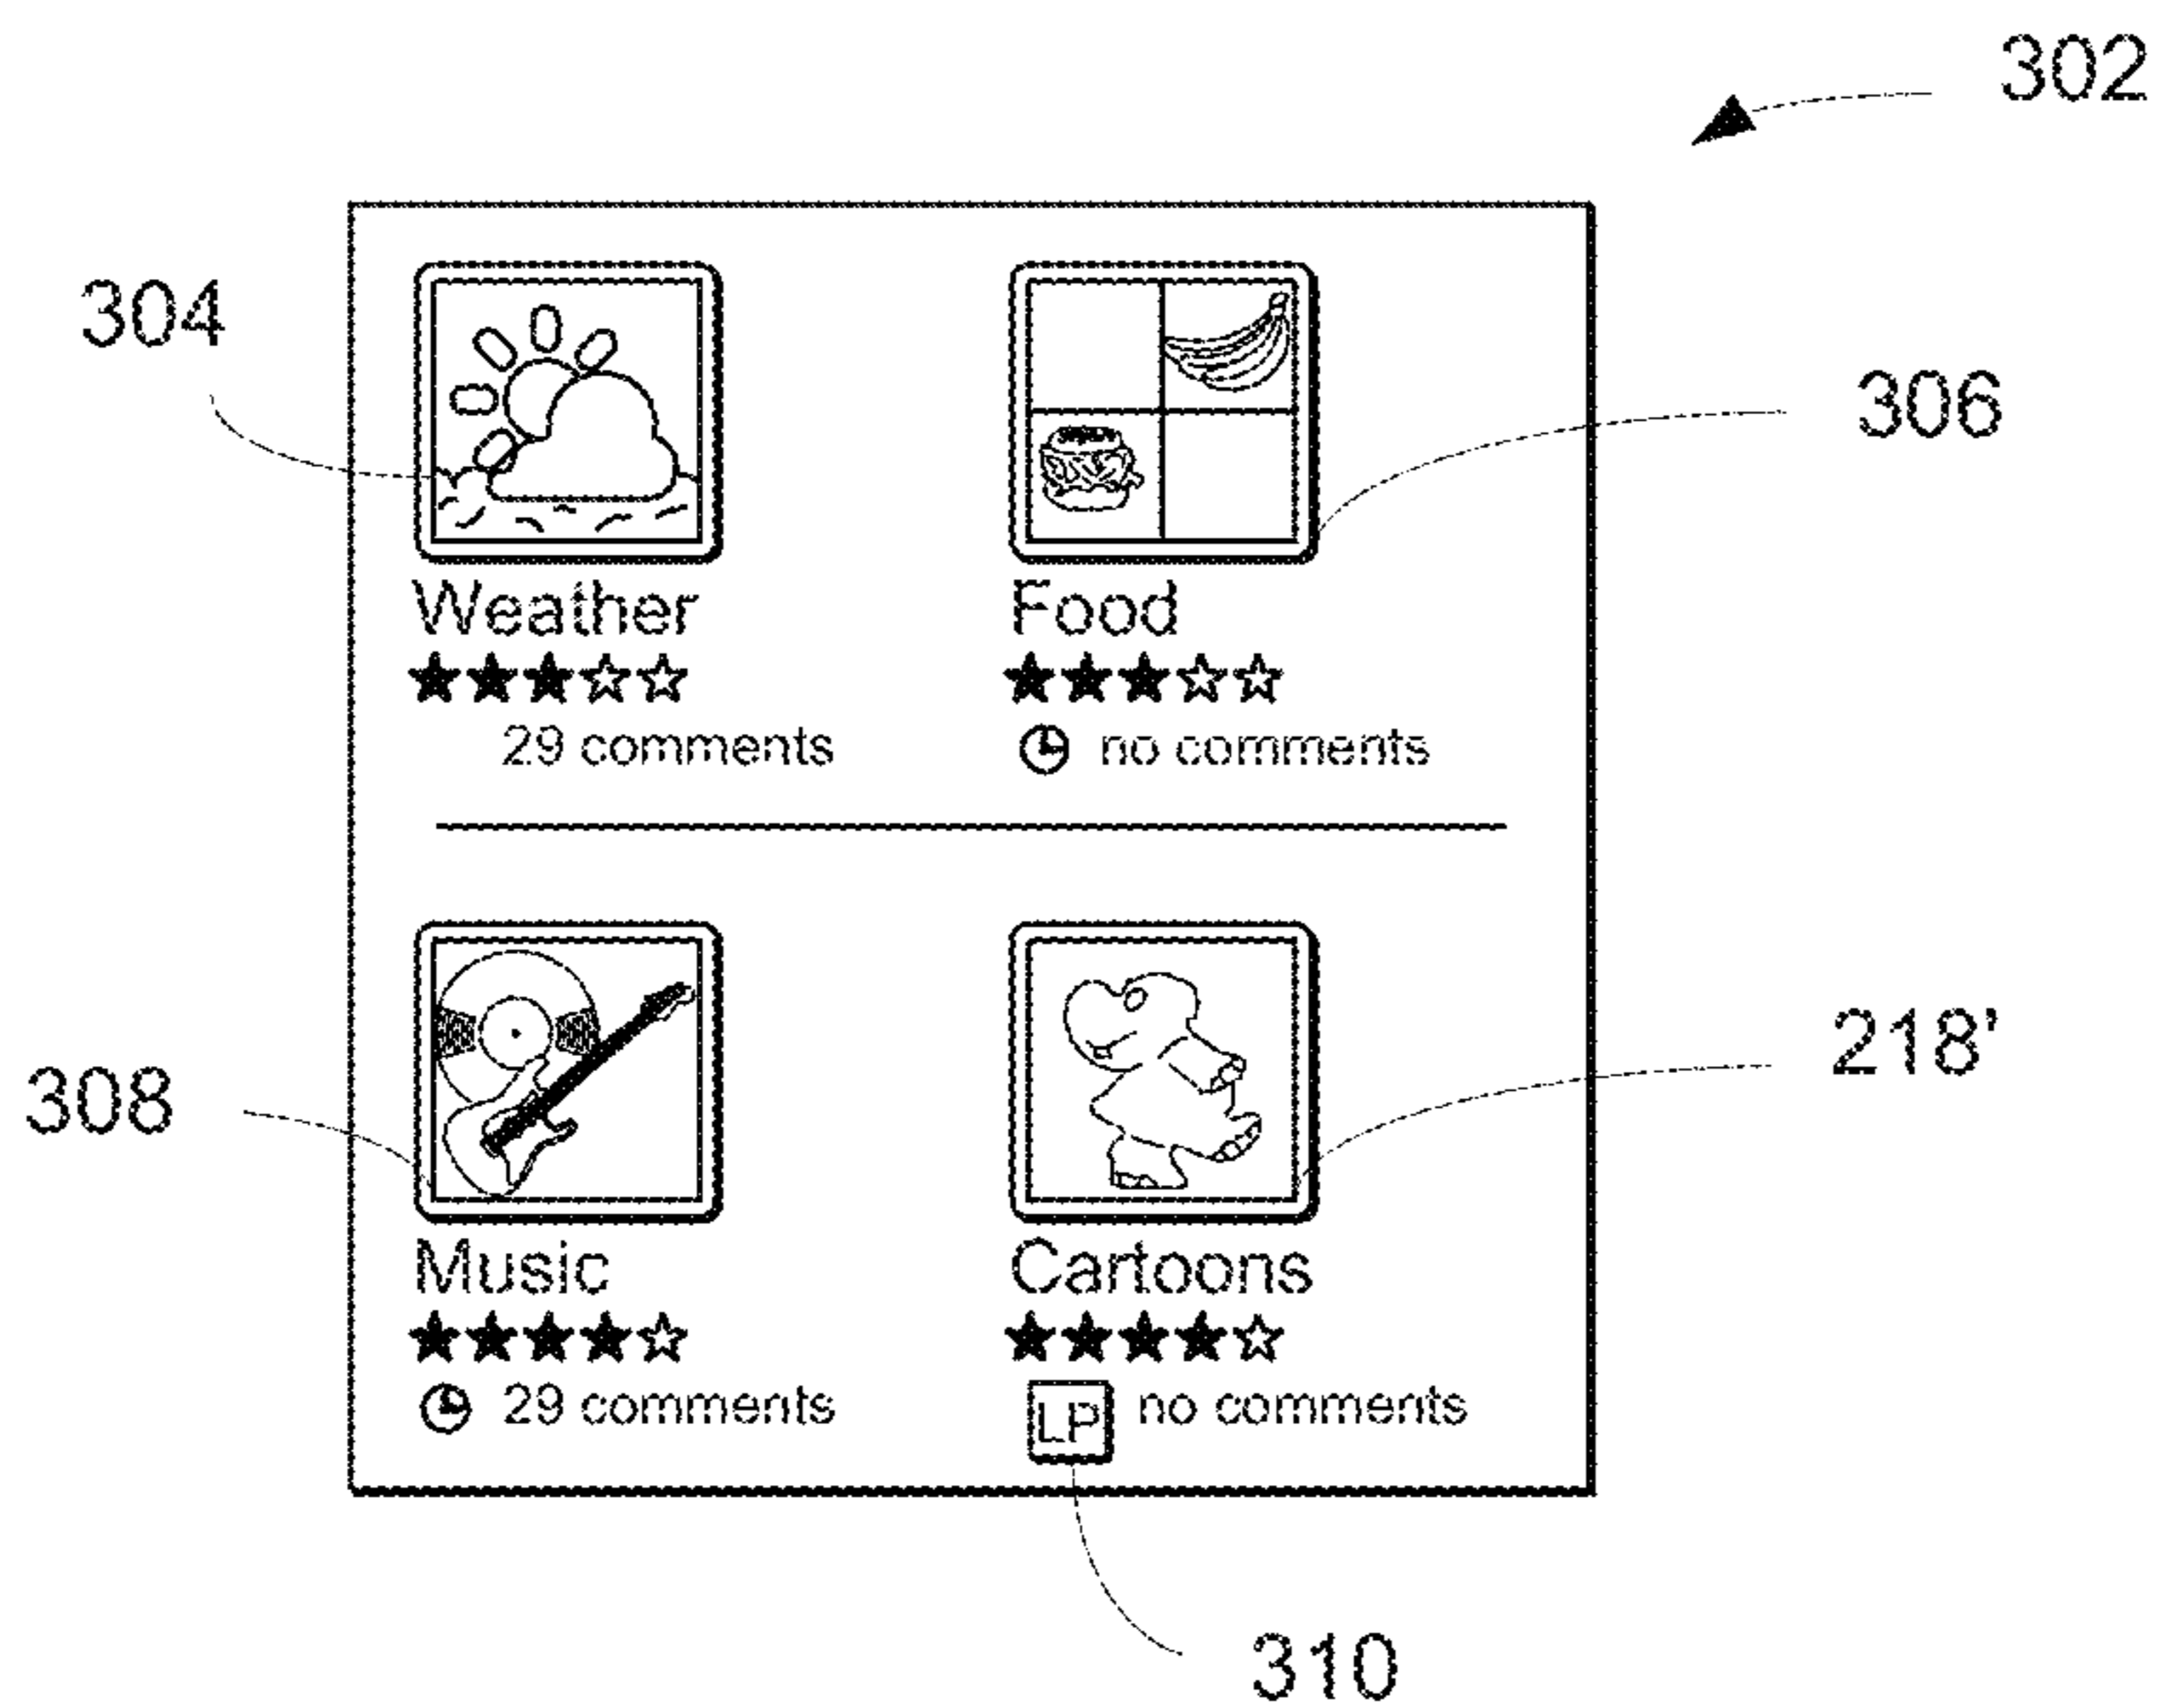 302
304
306
Weather
Food
★★★☆☆
★★★☆☆
29 comments
no comments
308
218'
Music
Cartoons
★★★★☆
★★★★☆
29 comments
LP no comments
310